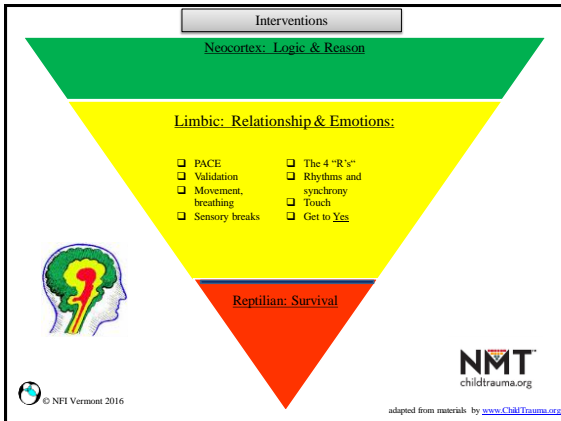 Interventions
Neocortex: Logic & Reason
Limbic: Relationship & Emotions:
PACE
Validation
Movement,
breathing
Sensory breaks
The 4 “R’s“
Rhythms and
synchrony
Touch
Get to Yes
Reptilian: Survival
NMT™
childtrauma.org
© NFI Vermont 2016
adapted from materials by www.ChildTrauma.org